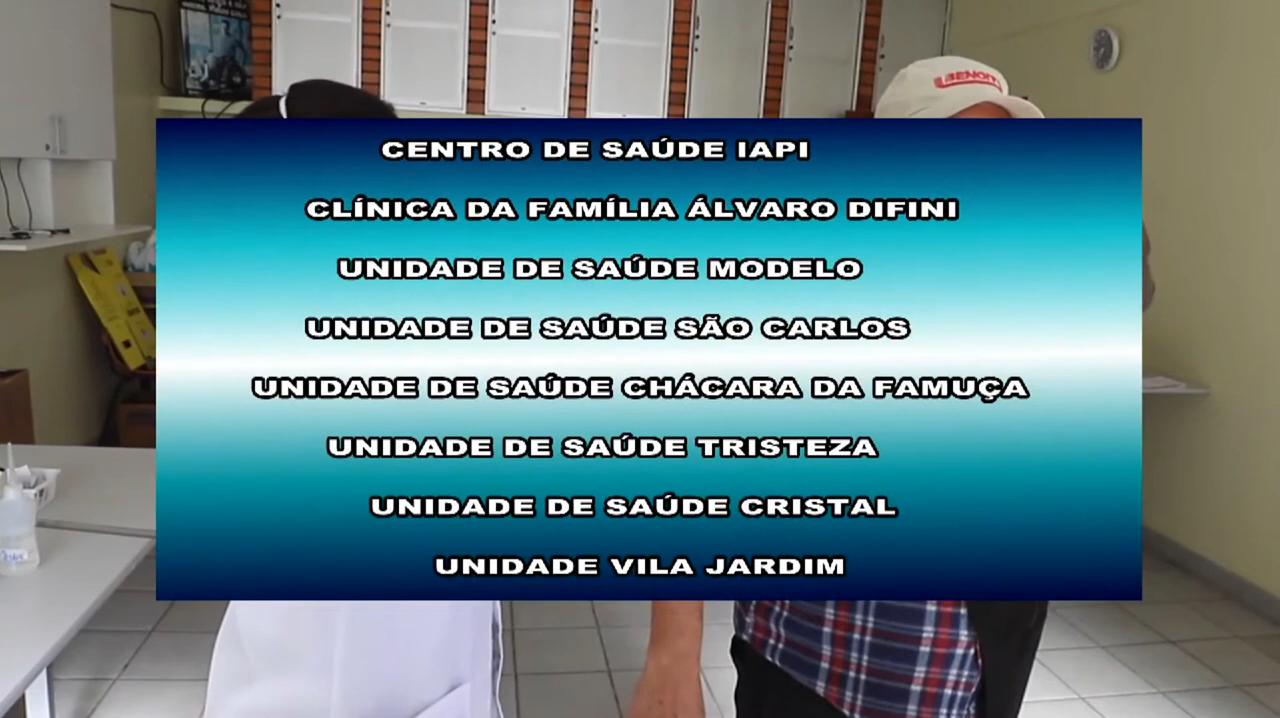 BENOIT
CENTRO DE SAÚDE IAPI
CLÍNICA DA FAMÍLIA ÁLVARO DIFINI
UNIDADE DE SAÚDE MODELO
UNIDADE DE SAÚDE SÃO CARLOS
UNIDADE DE SAÚDE CHÁCARA DA FAMUÇA
UNIDADE DE SAÚDE TRISTEZA
UNIDADE DE SAÚDE CRISTAL
UNIDADE VILA JARDIM